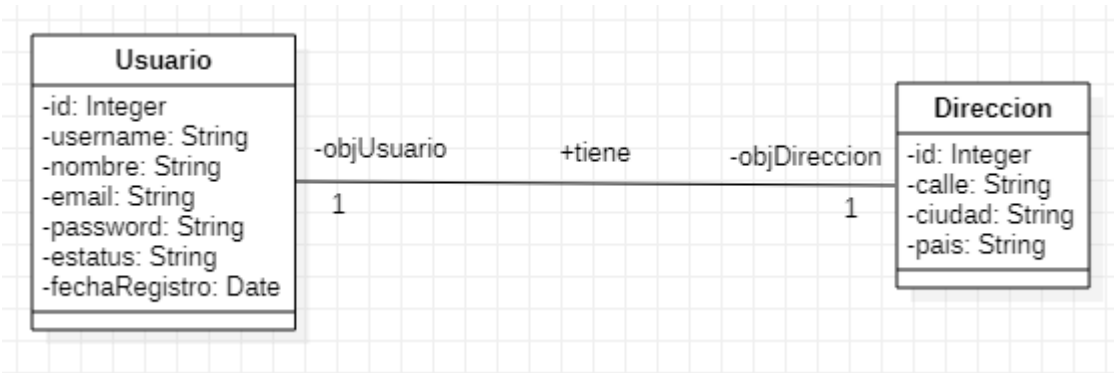 Usuario
-id: Integer
-username: String
-nombre: String
-email: String
-password: String
-estatus: String
-fechaRegistro: Date
-objUsuario
+tiene
-objDireccion
1
1
Direccion
-id: Integer
-calle: String
-ciudad: String
-pais: String